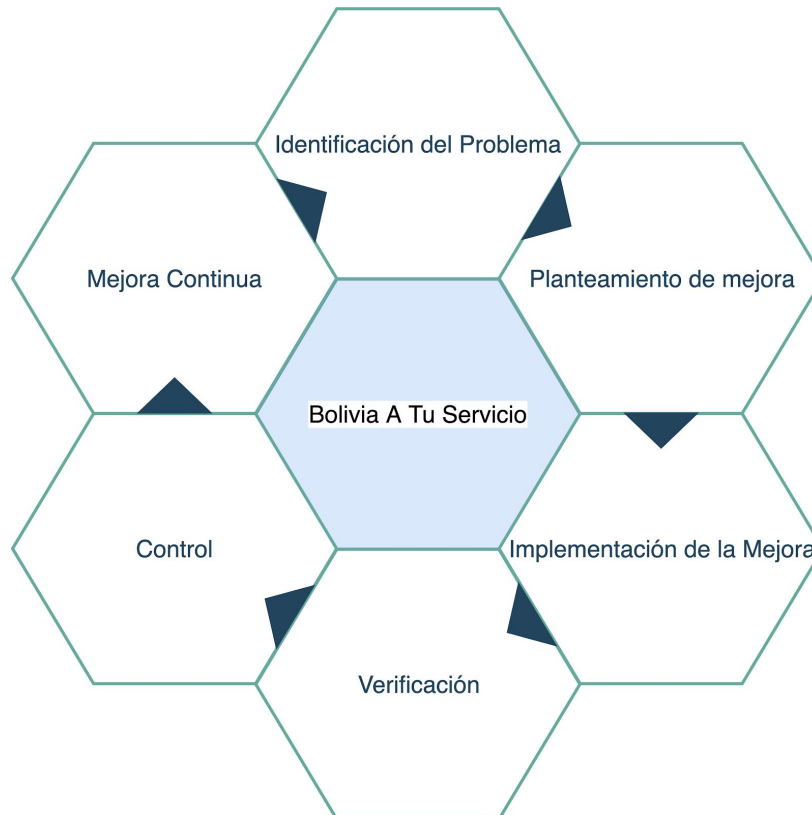 Identificación del Problema
Mejora Continua
Planteamiento de mejora
Bolivia A Tu Servicio
Control
Implementación de la Mejora
Verificación